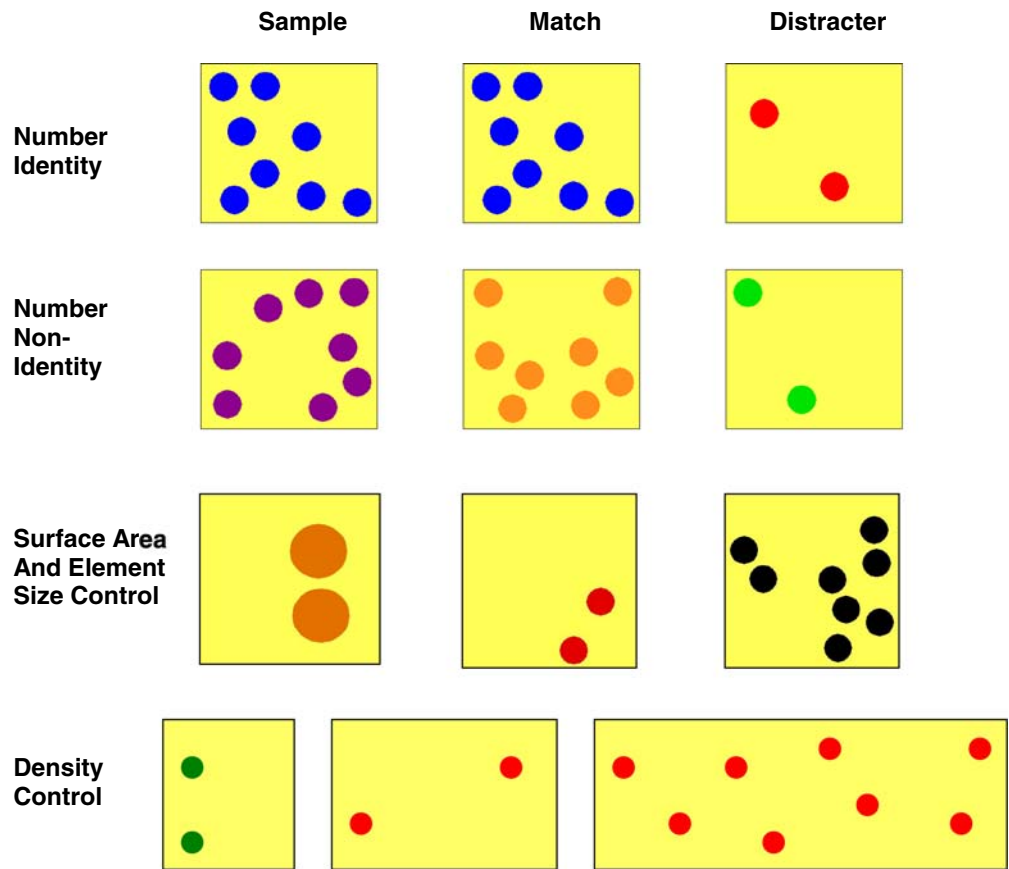 Sample Match Distracter
Number
Identity
Number
Non-
Identity
Surface Area
And Element
Size Control
Density
Control